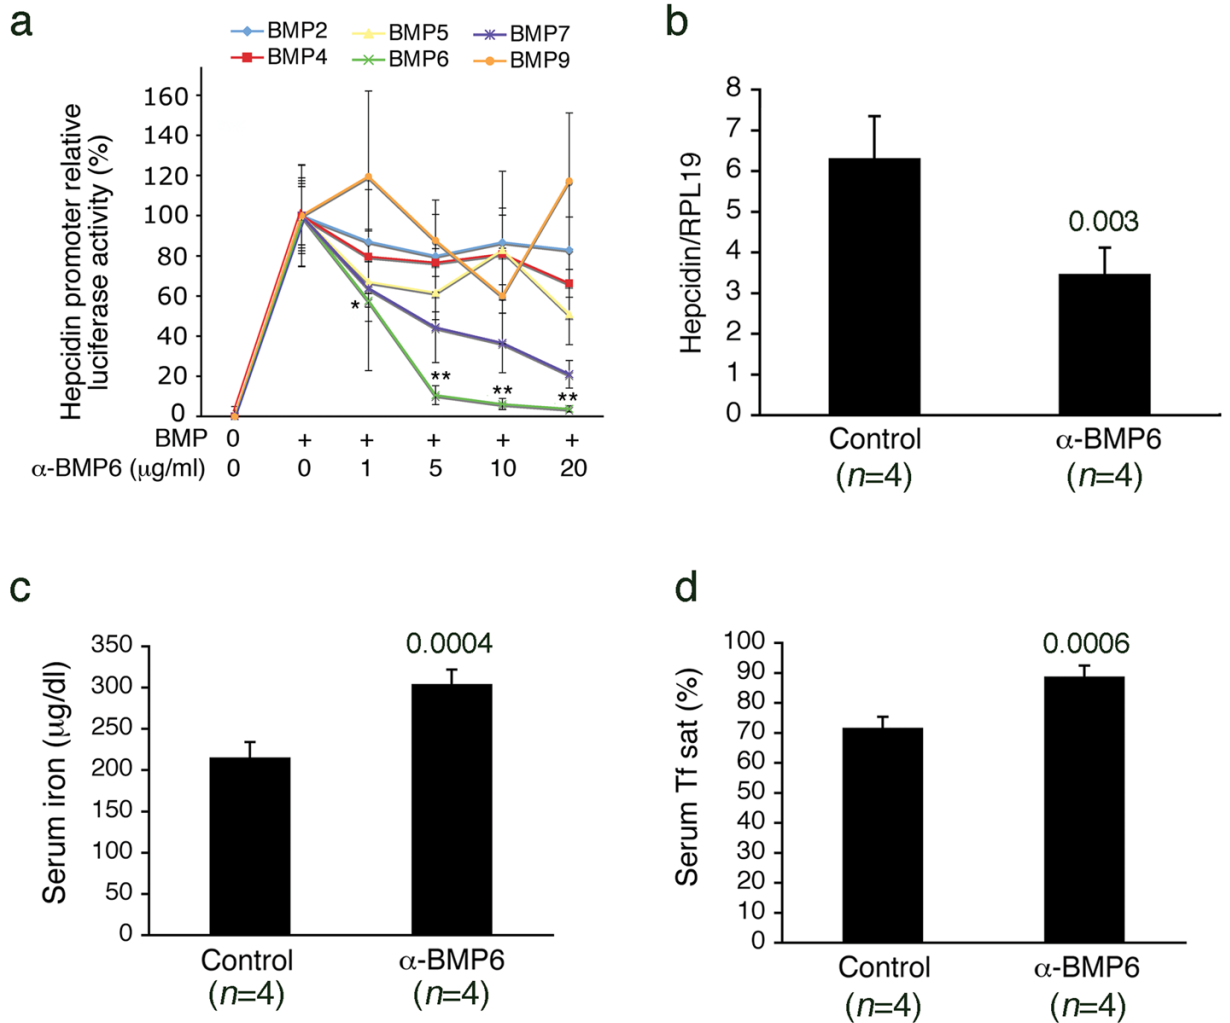 a
BMP2 BMP5 BMP7
BMP4 BMP6 BMP9
Hepcidin promoter relative
luciferase activity (%)
160
140
120
100
80
60
40
20
0
*
**
**
**
BMP 0 + + + + +
α-BMP6 (μg/ml) 0 0 1 5 10 20
b
Hepcidin/RPL19
8
7
6
5
4
3
2
1
0
0.003
Control α-BMP6
(n=4) (n=4)
c
Serum iron (μg/dl)
350
300
250
200
150
100
50
0
0.0004
Control α-BMP6
(n=4) (n=4)
d
Serum Tf sat (%)
100
90
80
70
60
50
40
30
20
10
0
0.0006
Control α-BMP6
(n=4) (n=4)